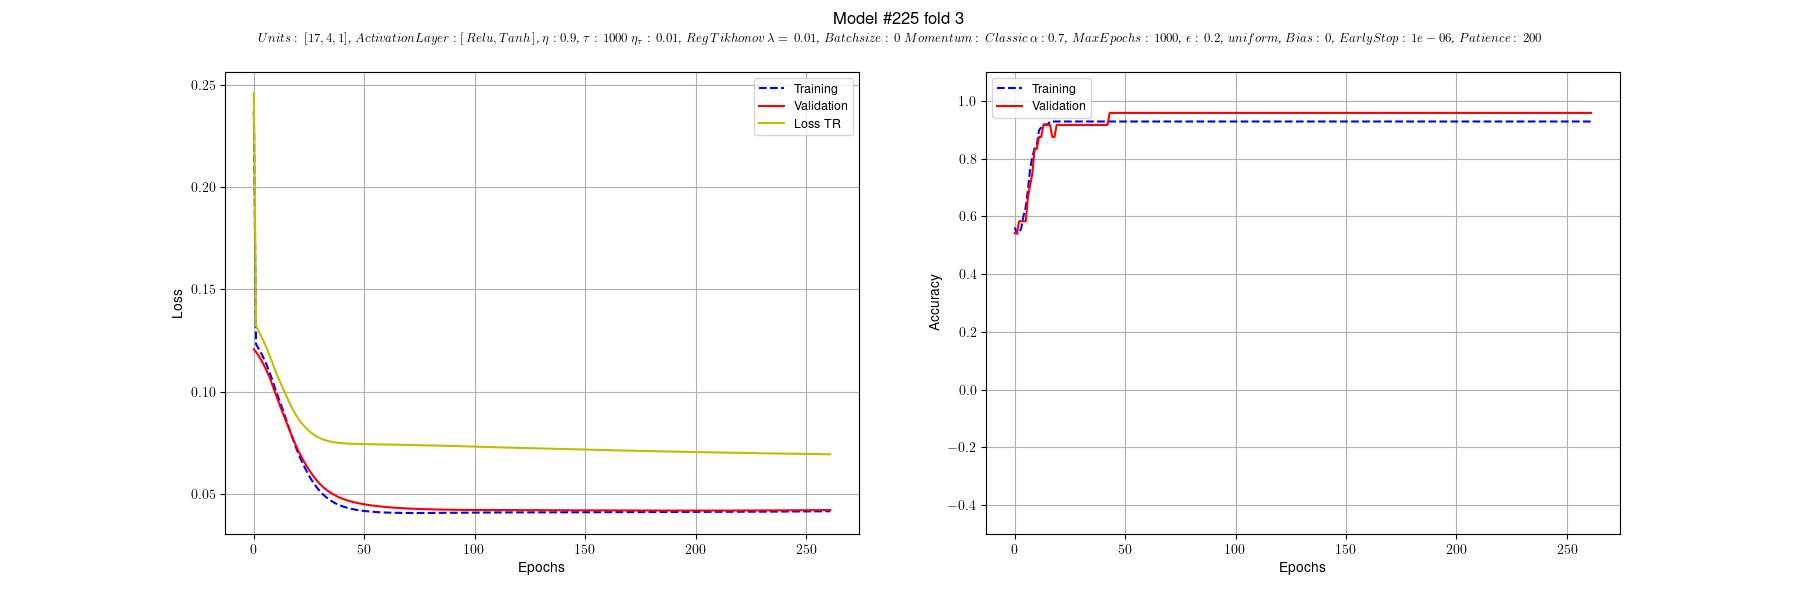 Model #225 fold 3
Units : [17, 4, 1], ActivationLayer : [Relu, Tanh], η : 0.9, τ : 1000 η_τ : 0.01, RegTikhonov λ = 0.01, Batchsize : 0 Momentum : Classic α : 0.7, MaxEpochs : 1000, ϵ : 0.2, uniform, Bias : 0, EarlyStop : 1e − 06, Patience : 200
Training
Validation
Loss TR
0.25
0.20
0.15
0.10
0.05
Loss
0 50 100 150 200 250
Epochs
Training
Validation
1.0
0.8
0.6
0.4
0.2
0.0
−0.2
−0.4
Accuracy
0 50 100 150 200 250
Epochs